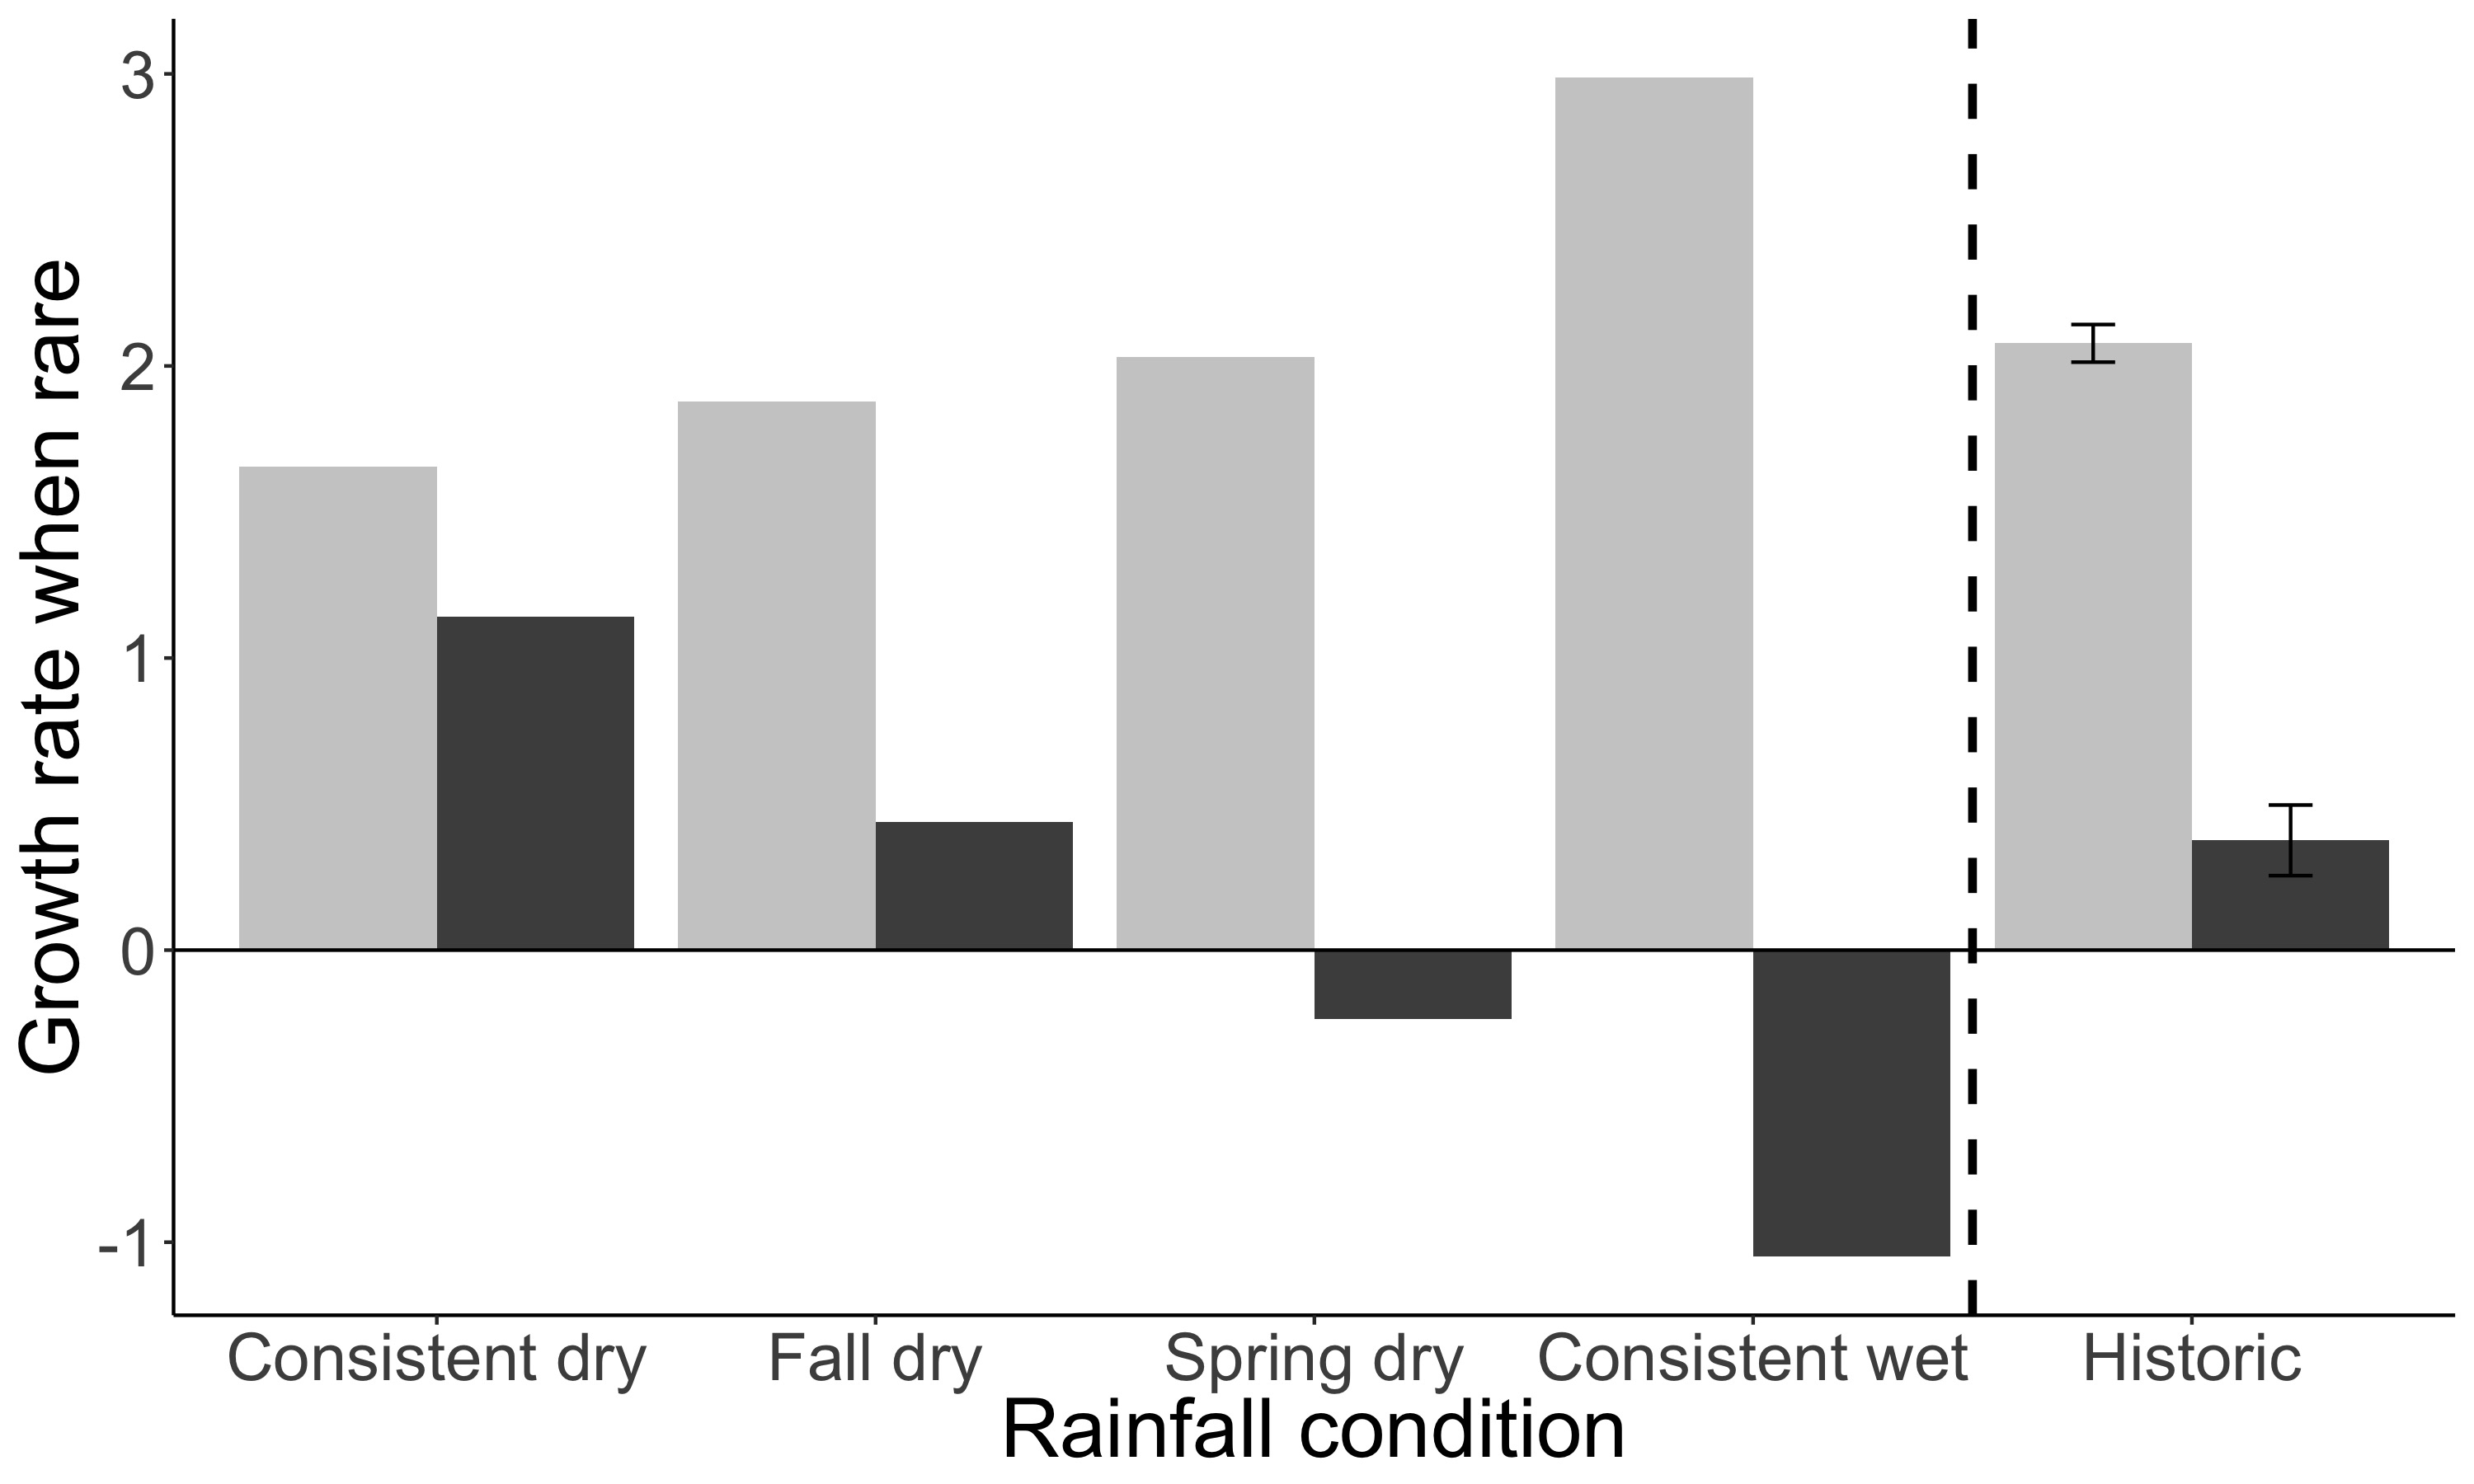 Growth rate when rare
3
2
1
0
-1
Consistent dry Fall dry Spring dry Consistent wet Historic
Rainfall condition